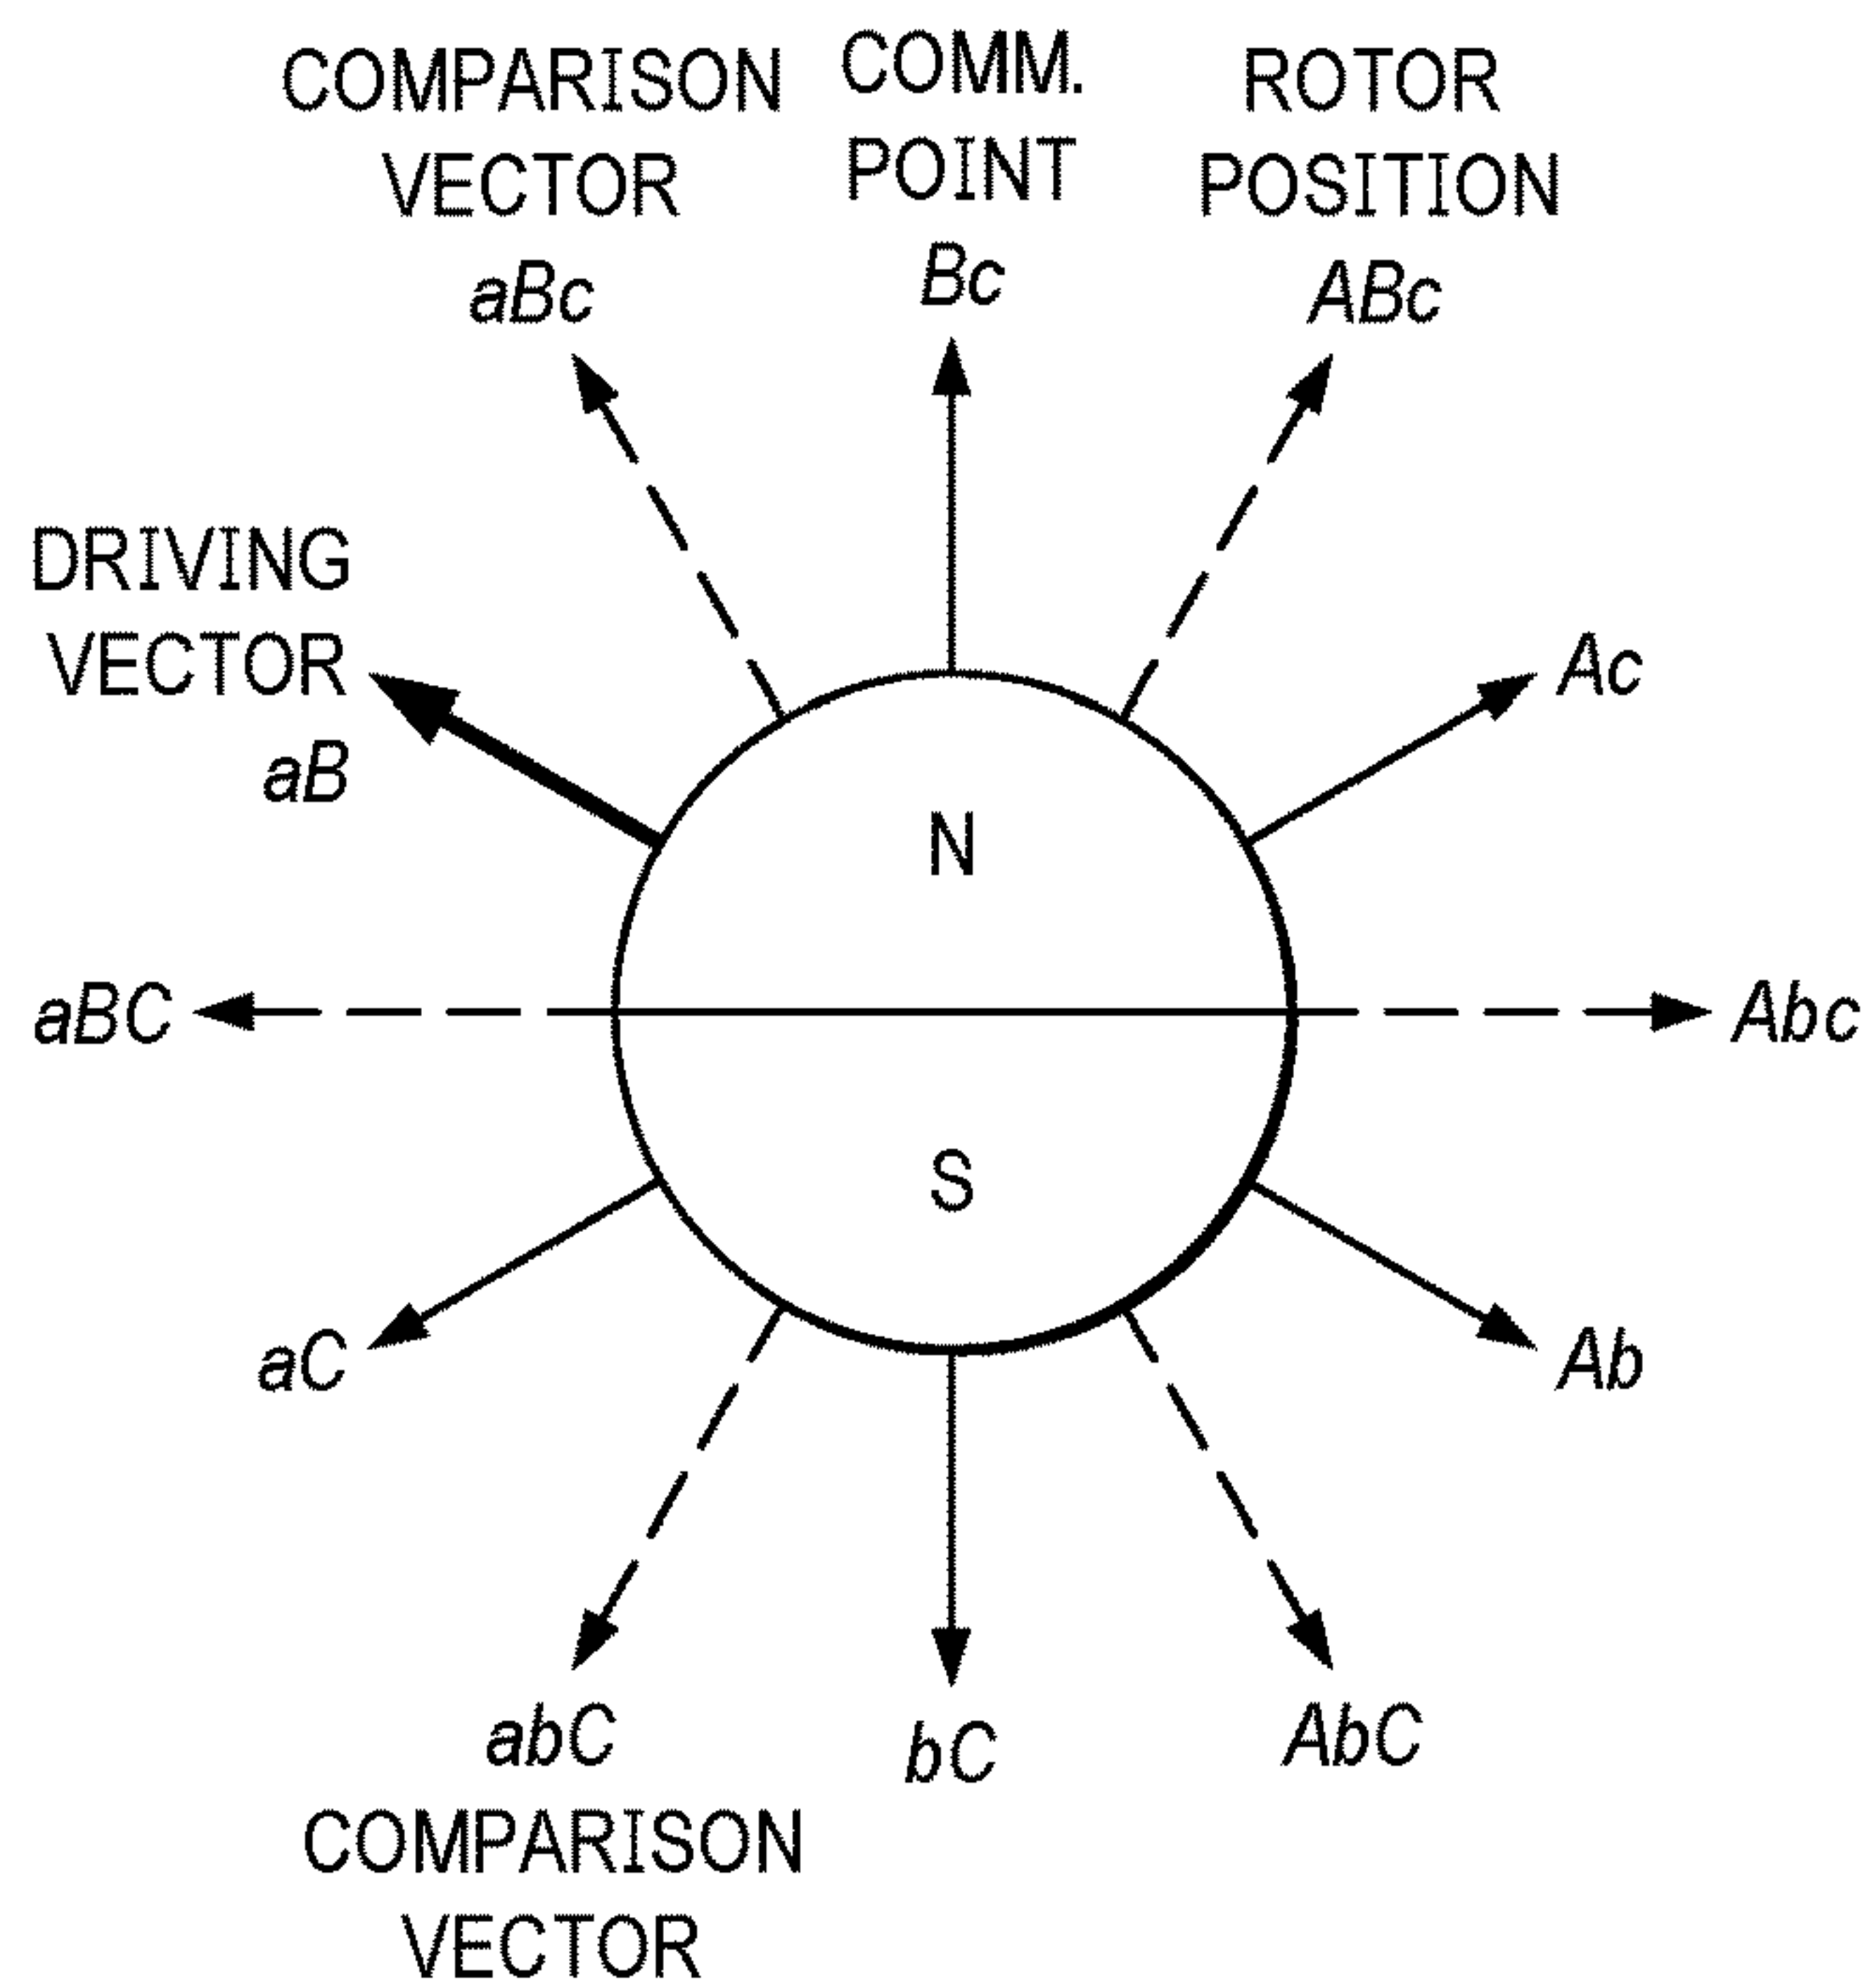 COMPARISON
VECTOR
aBc
COMM.
POINT
Bc
ROTOR
POSITION
ABc
DRIVING
VECTOR
aB
Ac
N
aBC
Abc
S
aC
Ab
abC
COMPARISON
VECTOR
bC
AbC